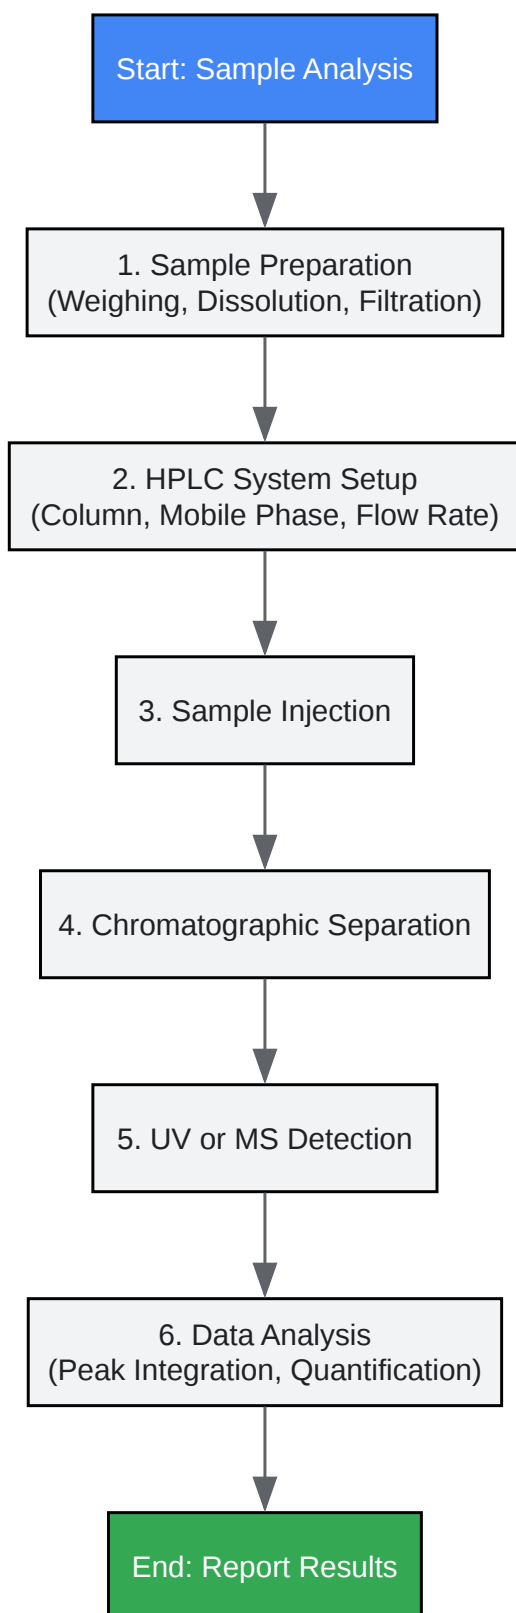 Start: Sample Analysis
1. Sample Preparation
(Weighing, Dissolution, Filtration)
2. HPLC System Setup
(Column, Mobile Phase, Flow Rate)
3. Sample Injection
4. Chromatographic Separation
5. UV or MS Detection
6. Data Analysis
(Peak Integration, Quantification)
End: Report Results